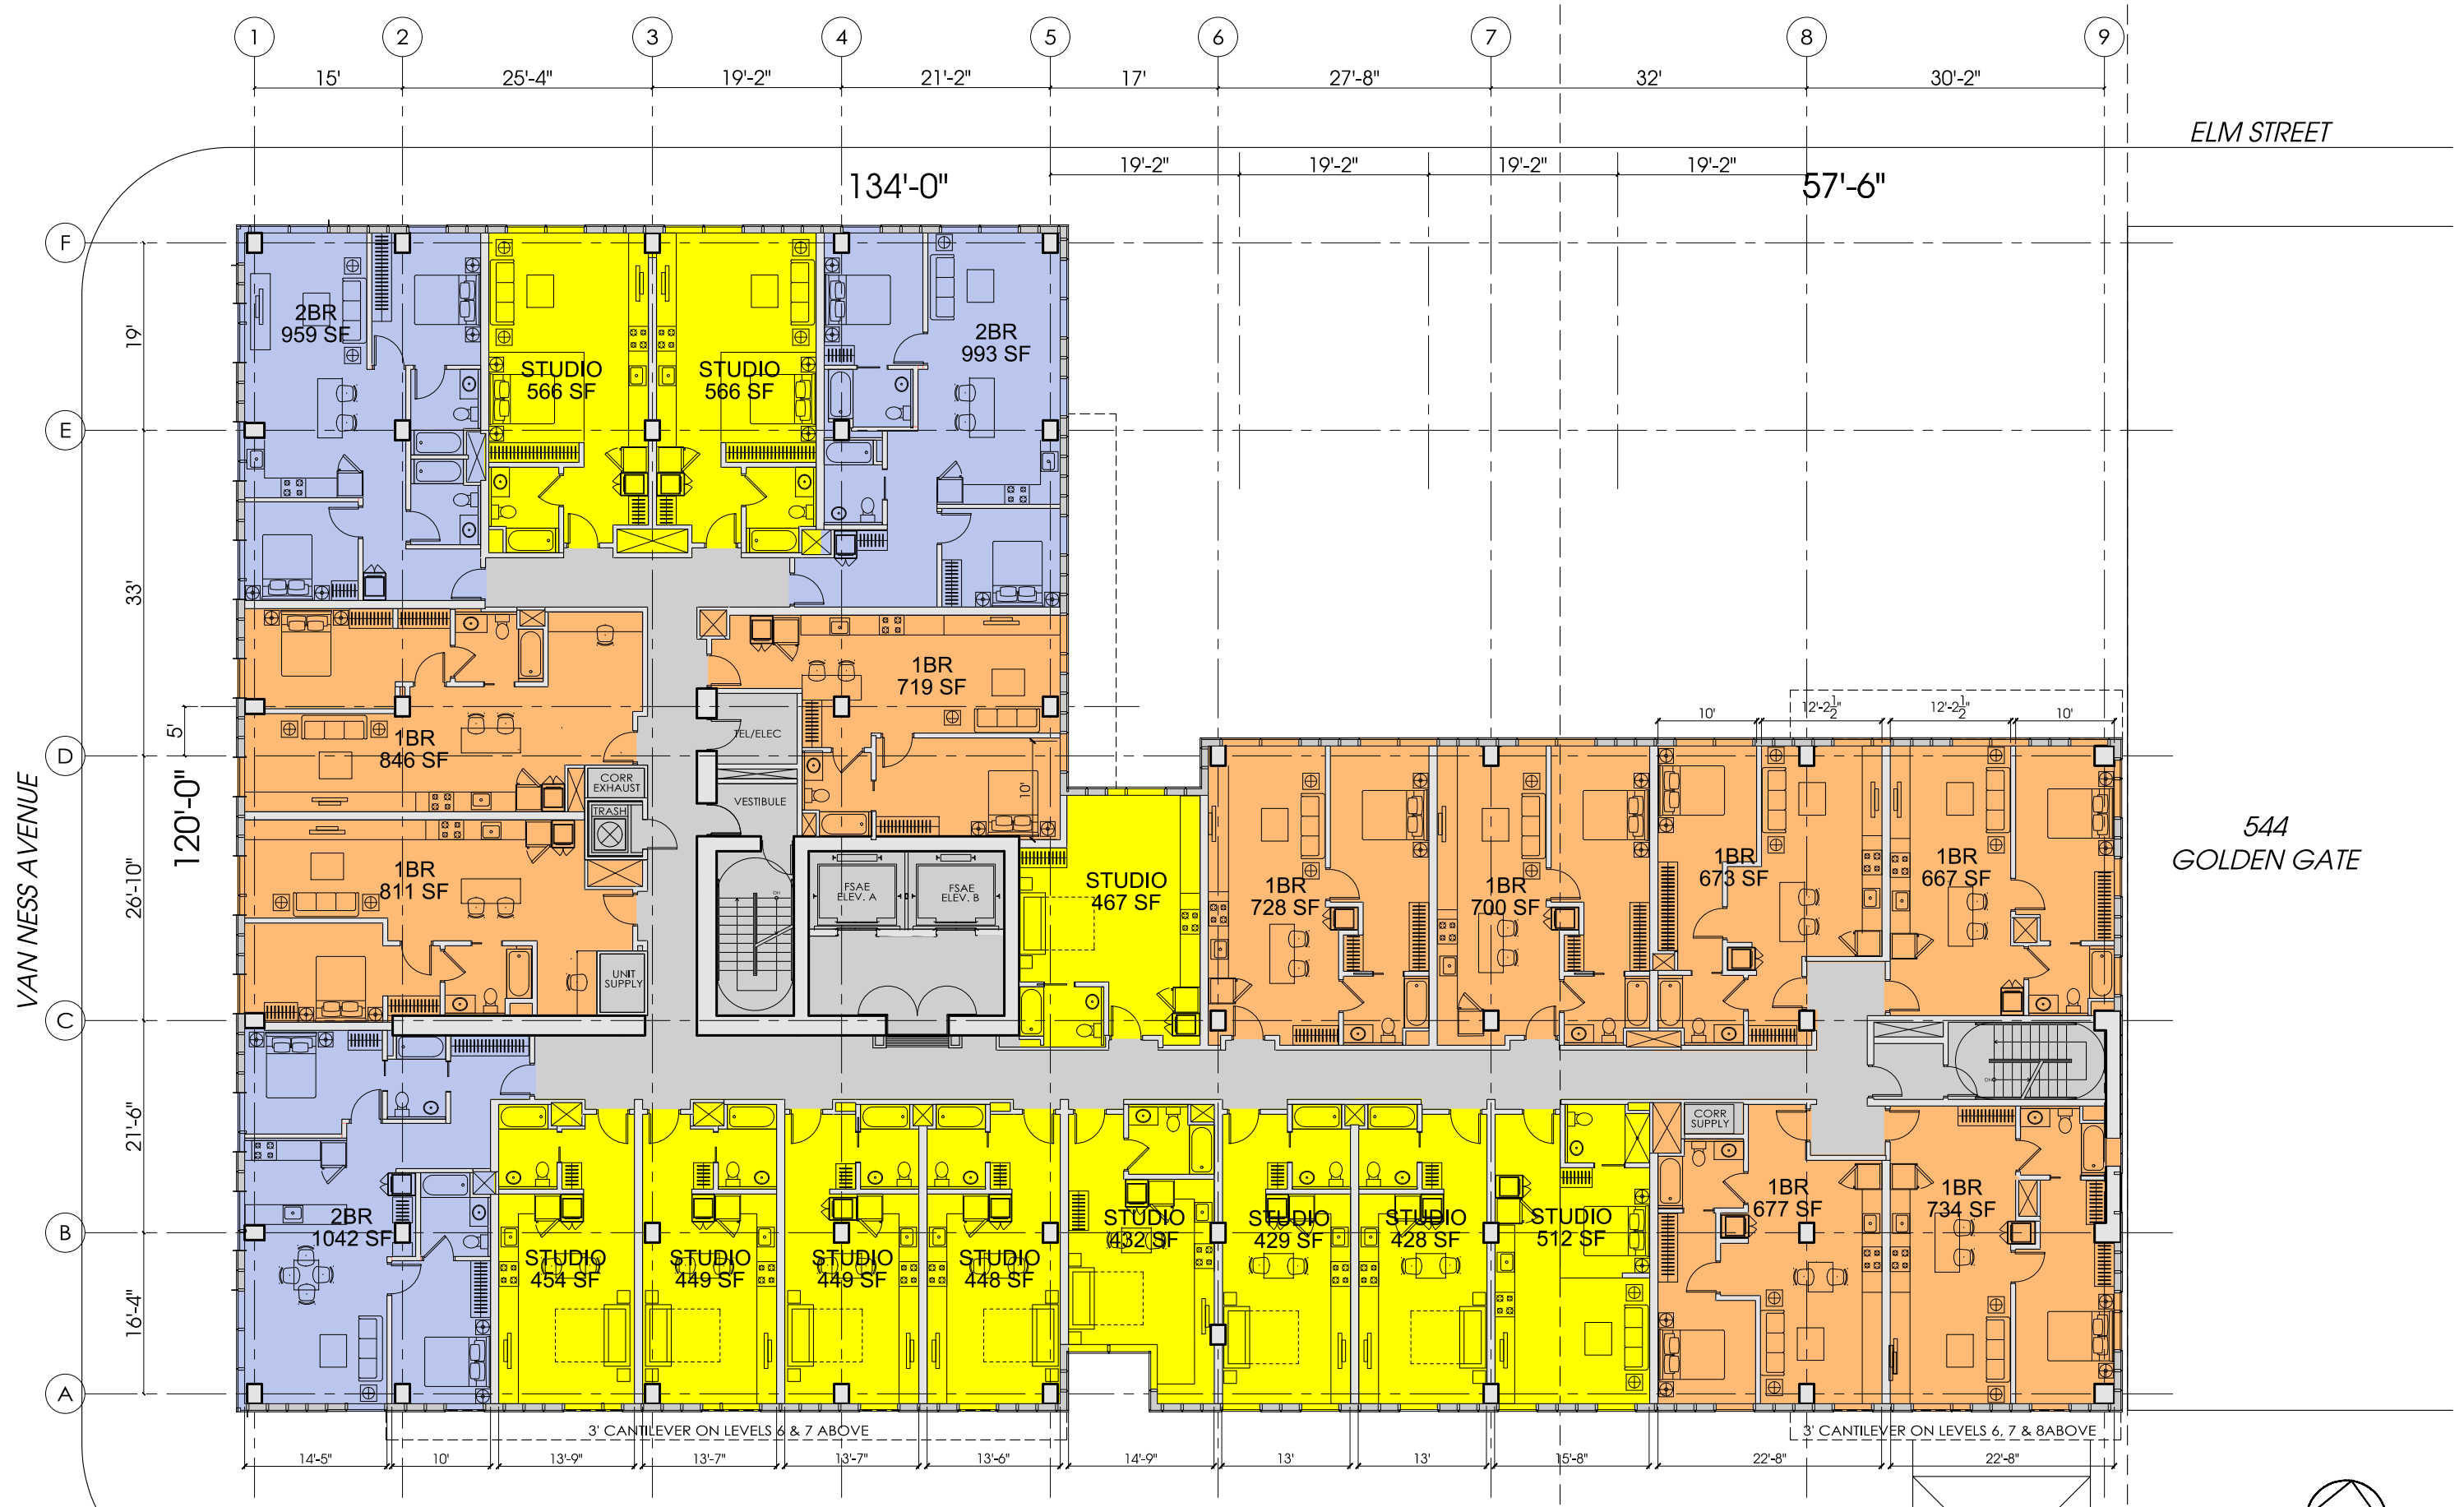 1
2
3
4
5
6
7
8
9
15'
25'-4"
19'-2"
21'-2"
17'
27'-8"
32'
30'-2"
ELM STREET
19'-2"
19'-2"
19'-2"
19'-2"
134'-0"
57'-6"
F
E
D
C
B
A
19'
33'
5'
26'-10"
21'-6"
16'-4"
120'-0"
VAN NESS AVENUE
2BR
959 SF
STUDIO
566 SF
STUDIO
566 SF
2BR
993 SF
1BR
719 SF
1BR
846 SF
TEL/ELEC
CORR
EXHAUST
TRASH
VESTIBULE
10'
10'
12'-2 1/2"
12'-2 1/2"
10'
544
GOLDEN GATE
1BR
811 SF
FSAE
ELEV. A
FSAE
ELEV. B
DN
STUDIO
467 SF
1BR
728 SF
1BR
700 SF
1BR
673 SF
1BR
667 SF
UNIT
SUPPLY
DN
CORR
SUPPLY
2BR
1042 SF
STUDIO
454 SF
STUDIO
449 SF
STUDIO
449 SF
STUDIO
448 SF
STUDIO
432 SF
STUDIO
429 SF
STUDIO
428 SF
STUDIO
512 SF
1BR
677 SF
1BR
734 SF
3' CANTILEVER ON LEVELS 6 & 7 ABOVE
3' CANTILEVER ON LEVELS 6, 7 & 8ABOVE
14'-5"
10'
13'-9"
13'-7"
13'-7"
13'-6"
14'-9"
13'
13'
15'-8"
22'-8"
22'-8"